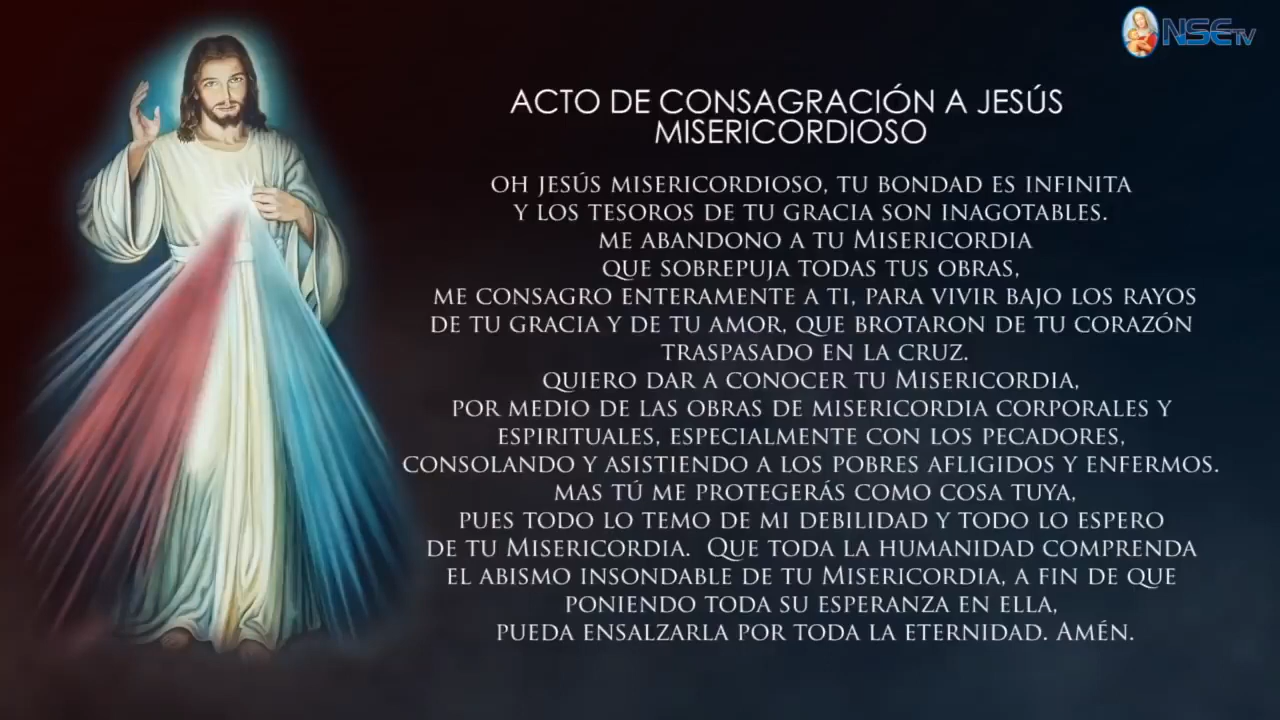 NSE TV
ACTO DE CONSAGRACIÓN A JESÚS
MISERICORDIOSO
OH JESÚS MISERICORDIOSO, TU BONDAD ES INFINITA
Y LOS TESOROS DE TU GRACIA SON INAGOTABLES.
ME ABANDONO A TU MISERICORDIA
QUE SOBREPUJA TODAS TUS OBRAS,
ME CONSAGRO ENTERAMENTE A TI, PARA VIVIR BAJO LOS RAYOS
DE TU GRACIA Y DE TU AMOR, QUE BROTARON DE TU CORAZÓN
TRASPASADO EN LA CRUZ.
QUIERO DAR A CONOCER TU MISERICORDIA,
POR MEDIO DE LAS OBRAS DE MISERICORDIA CORPORALES Y
ESPIRITUALES, ESPECIALMENTE CON LOS PECADORES,
CONSOLANDO Y ASISTIENDO A LOS POBRES AFLIGIDOS Y ENFERMOS.
MAS TÚ ME PROTEGERÁS COMO COSA TUYA,
PUES TODO LO TEMO DE MI DEBILIDAD Y TODO LO ESPERO
DE TU MISERICORDIA. QUE TODA LA HUMANIDAD COMPRENDA
EL ABISMO INSONDABLE DE TU MISERICORDIA, A FIN DE QUE
PONIENDO TODA SU ESPERANZA EN ELLA,
PUEDA ENSALZARLA POR TODA LA ETERNIDAD. AMÉN.